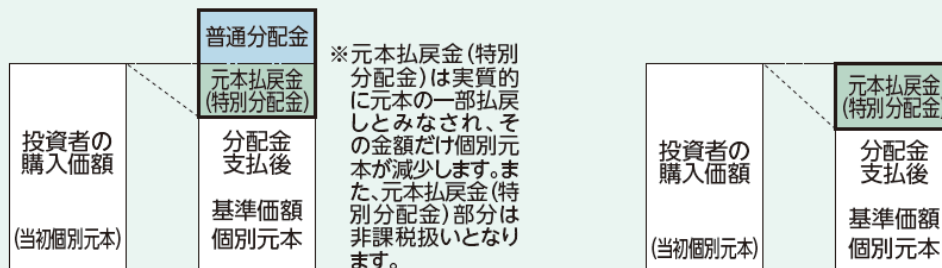 普通分配金
元本払戻金
(特別分配金)
投資者の
購入価額
(当初個別元本)
分配金
支払後
基準価額
個別元本
※元本払戻金(特別
分配金)は実質的
に元本の一部払戻
しとみなされ、そ
の金額だけ個別元
本が減少します。ま
た、元本払戻金(特
別分配金)部分は
非課税扱いとなり
ます。
投資者の
購入価額
(当初個別元本)
元本払戻金
(特別分配金)
分配金
支払後
基準価額
個別元本